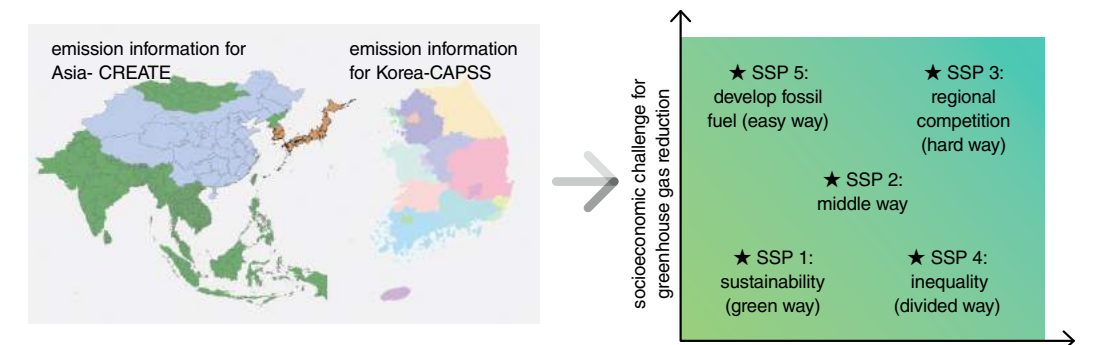 emission information for
Asia- CREATE
emission information
for Korea-CAPSS
socioeconomic challenge for
greenhouse gas reduction
★ SSP 5:
develop fossil
fuel (easy way)
★ SSP 3:
regional
competition
(hard way)
★ SSP 2:
middle way
★ SSP 1:
sustainability
(green way)
★ SSP 4:
inequality
(divided way)